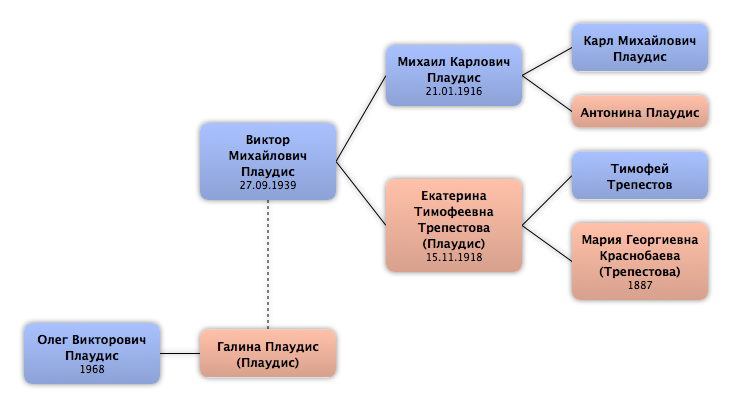 Карл Михайлович
Плаудис
Михаил Карлович
Плаудис
21.01.1916
Антонина Плаудис
Виктор
Михайлович
Плаудис
27.09.1939
Тимофей
Трепестов
Екатерина
Тимофеевна
Трепестова
(Плаудис)
15.11.1918
Мария Георгиевна
Краснобаева
(Трепестова)
1887
Олег Викторович
Плаудис
1968
Галина Плаудис
(Плаудис)